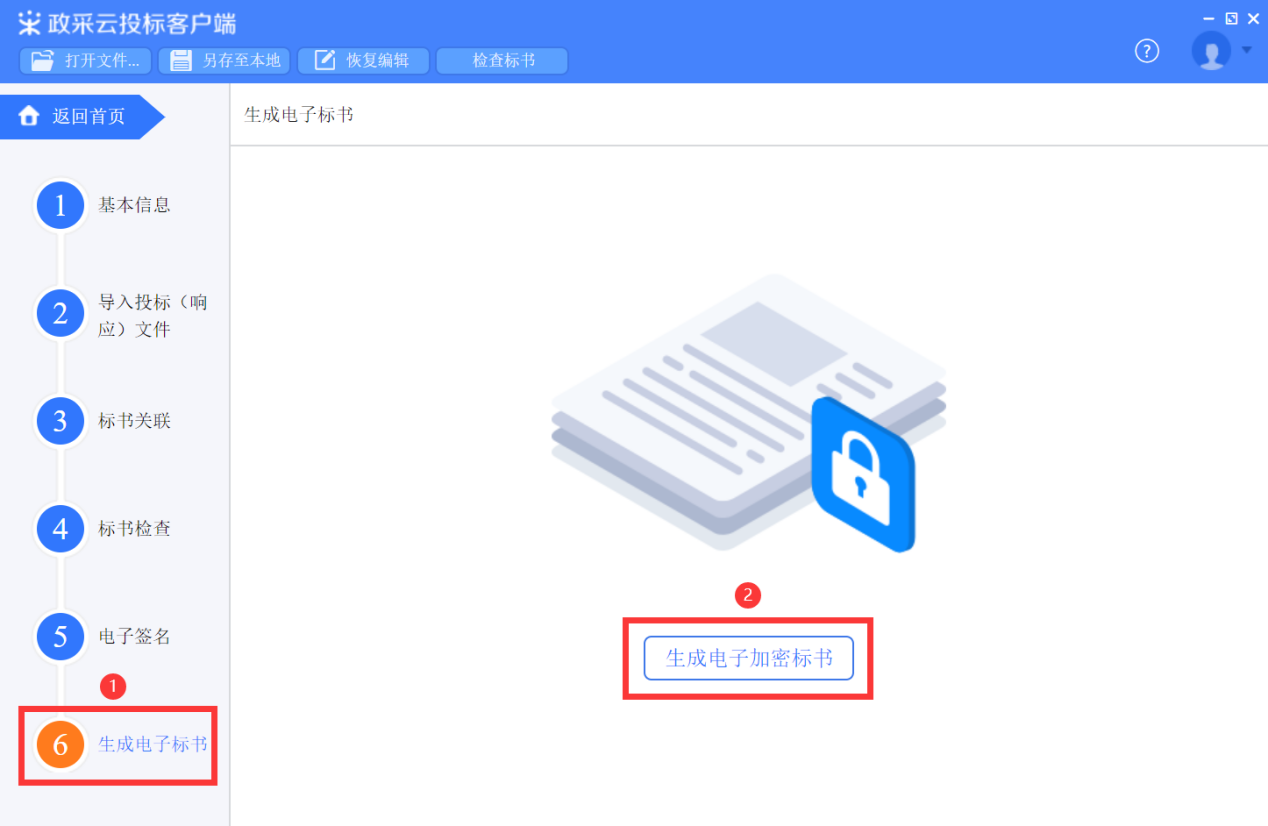 政采云投标客户端
打开文件... 另存至本地 恢复编辑 检查标书
?
返回首页
生成电子标书
1 基本信息
2 导入投标（响
应）文件
3 标书关联
4 标书检查
5 电子签名
1
6 生成电子标书
2
生成电子加密标书